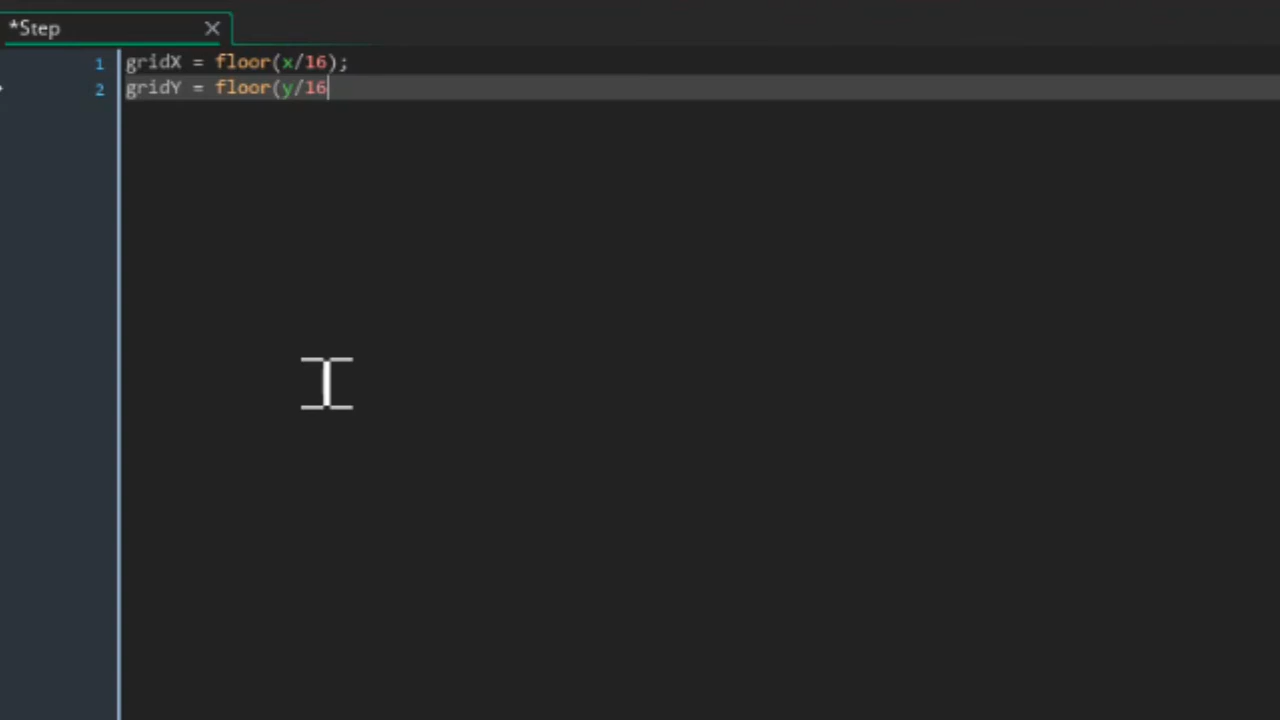 *Step
1 gridX = floor(x/16);
2 gridY = floor(y/16